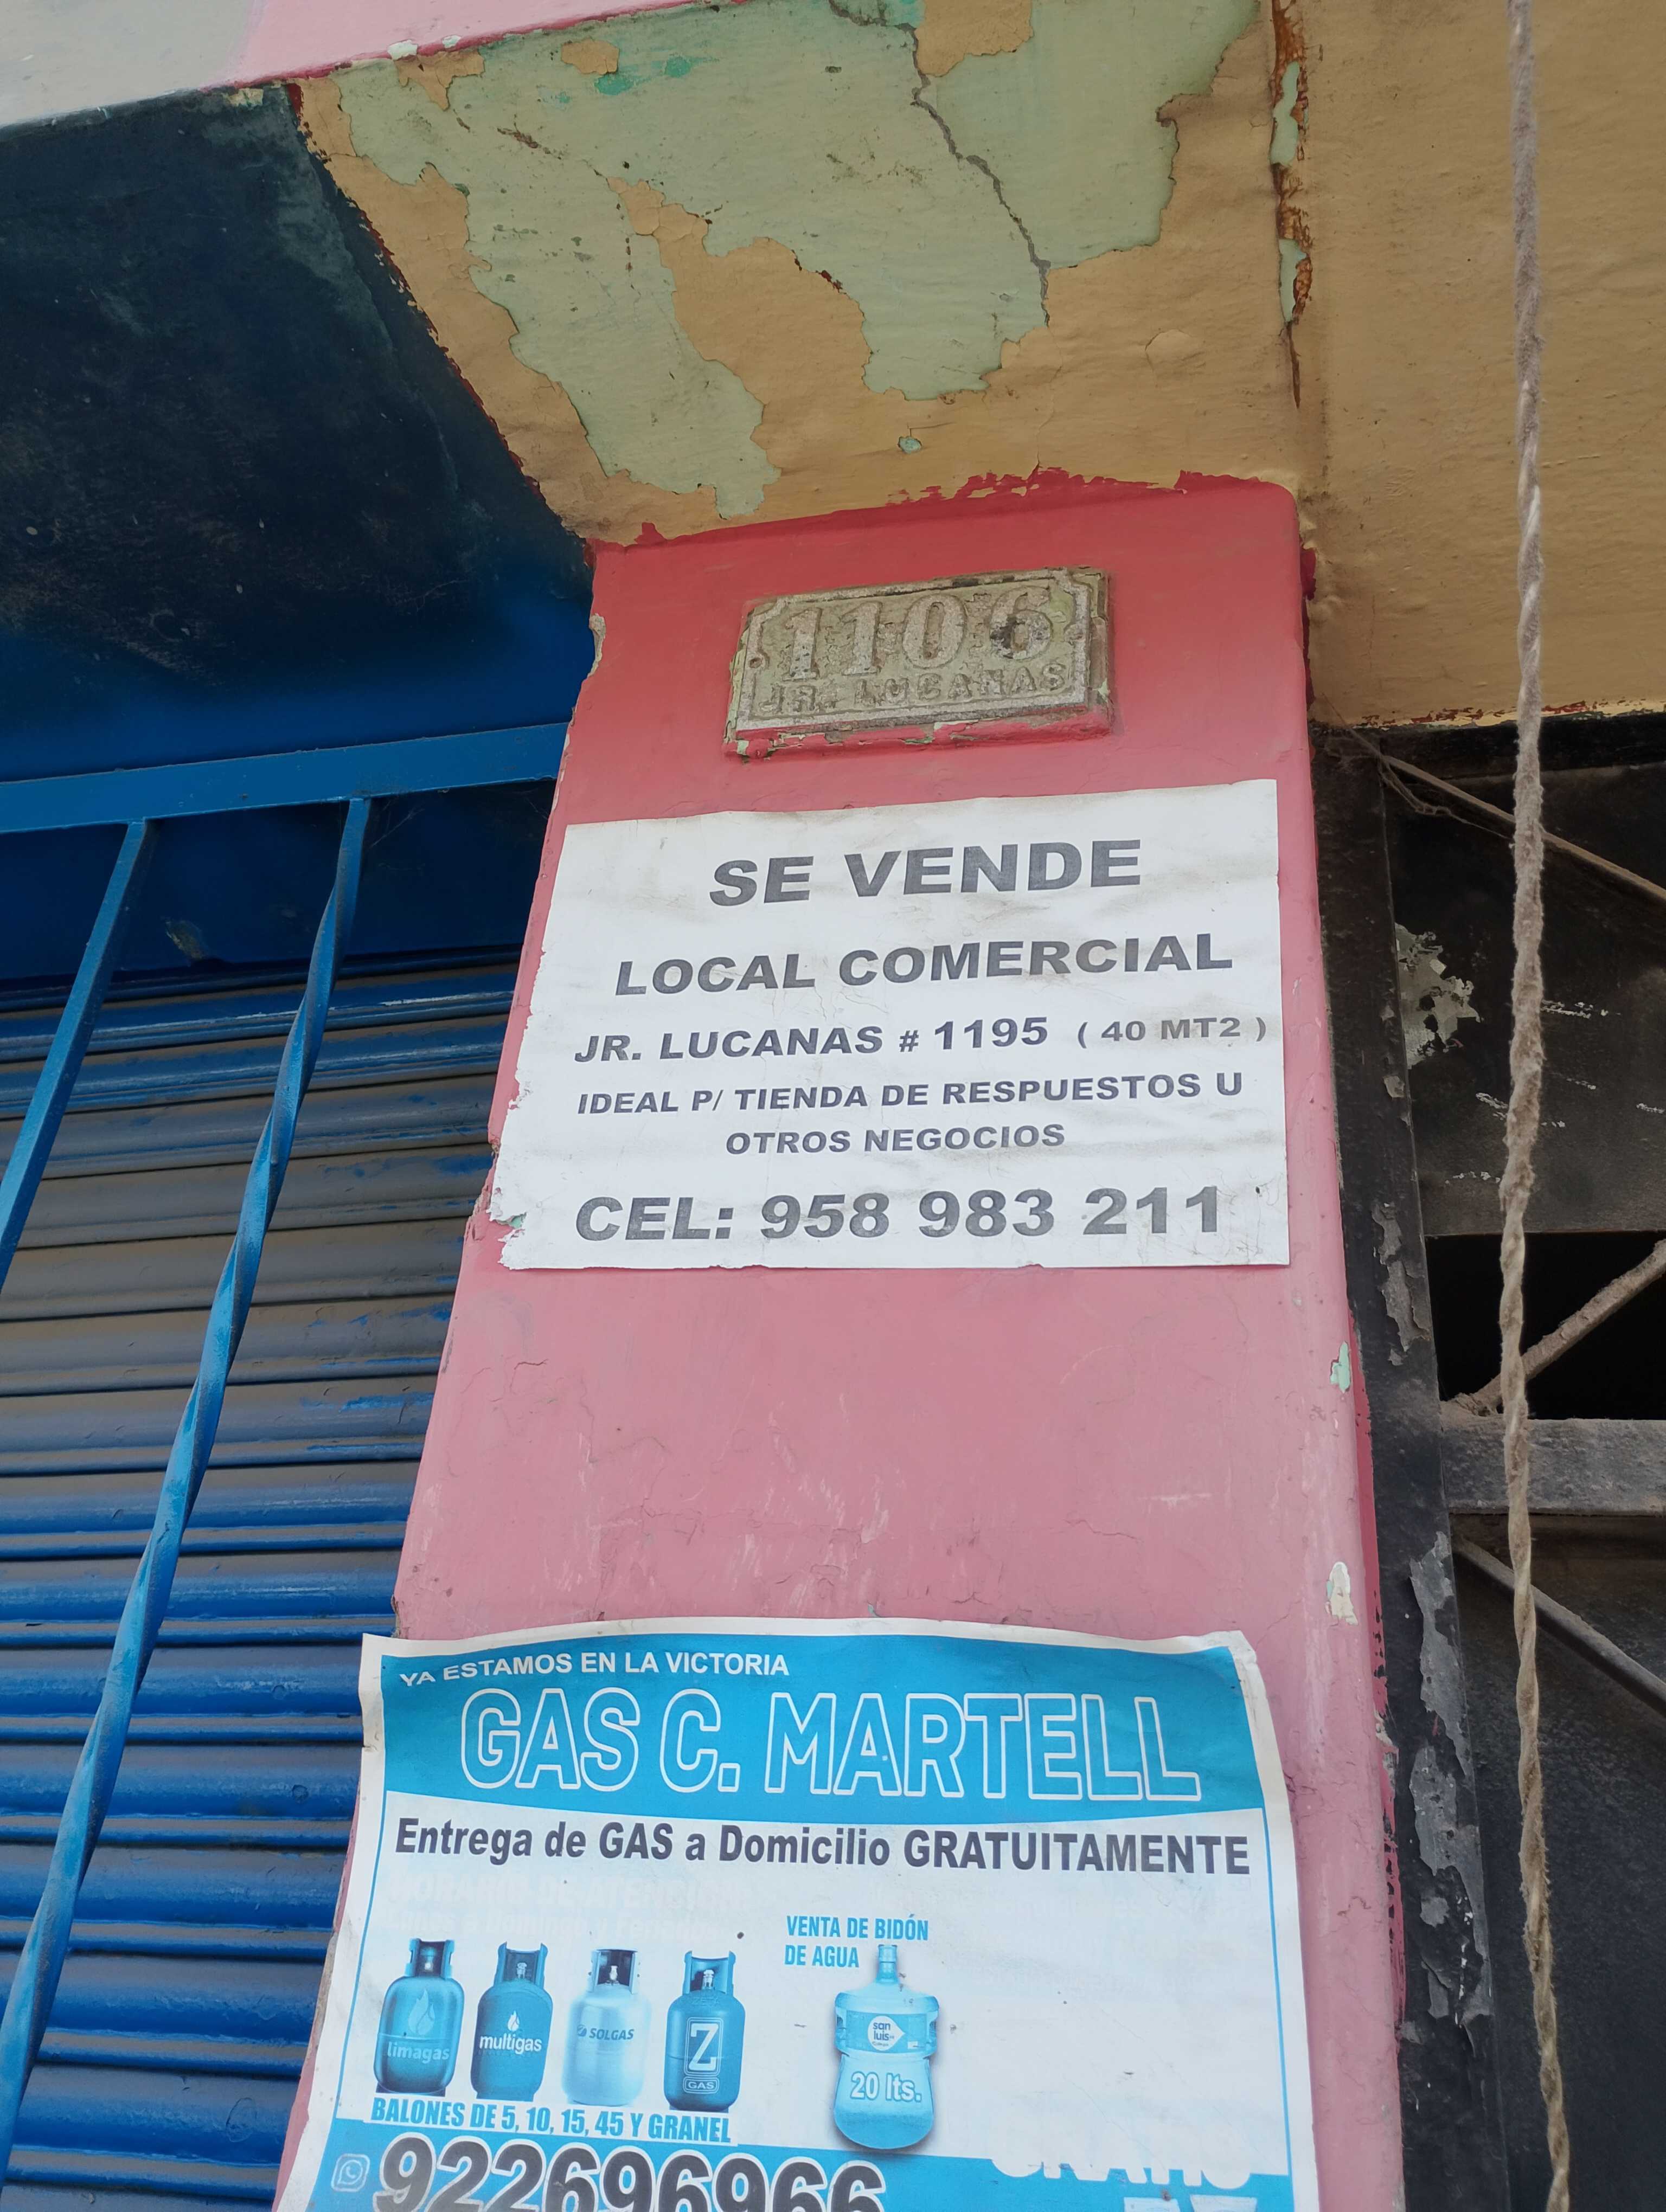 1106
JR. LUCANAS
SE VENDE
LOCAL COMERCIAL
JR. LUCANAS # 1195 ( 40 MT2 )
IDEAL P/ TIENDA DE RESPUESTOS U
OTROS NEGOCIOS
CEL: 958 983 211
YA ESTAMOS EN LA VICTORIA
GAS C. MARTELL
Entrega de GAS a Domicilio GRATUITAMENTE
VENTA DE BIDÓN
DE AGUA
limagas
multigas
SOLGAS
Z
GAS
san
luis
20 lts.
BALONES DE 5, 10, 15, 45 Y GRANEL
922696966